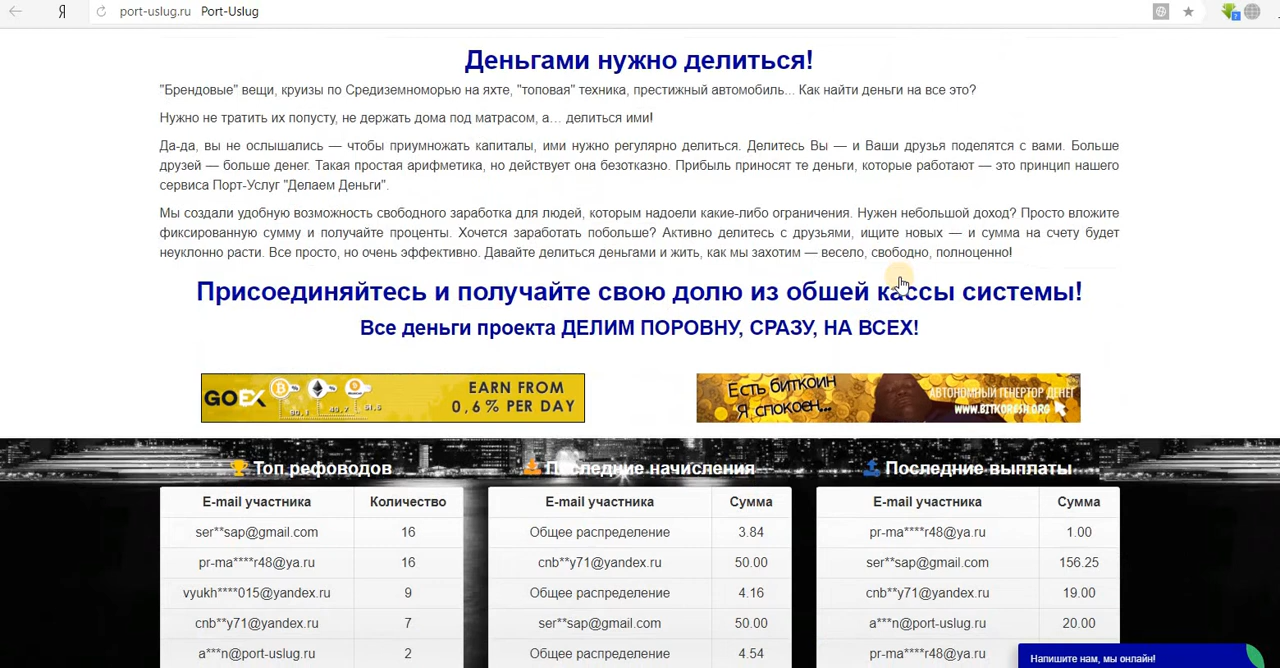 Я port-uslug.ru Port-Uslug
Деньгами нужно делиться!
"Брендовые" вещи, круизы по Средиземноморью на яхте, "топовая" техника, престижный автомобиль... Как найти деньги на все это?
Нужно не тратить их попусту, не держать дома под матрасом, а… делиться ими!
Да-да, вы не ослышались — чтобы приумножать капиталы, ими нужно регулярно делиться. Делитесь Вы — и Ваши друзья поделятся с вами. Больше
друзей — больше денег. Такая простая арифметика, но действует она безотказно. Прибыль приносят те деньги, которые работают — это принцип нашего
сервиса Порт-Услуг "Делаем Деньги".
Мы создали удобную возможность свободного заработка для людей, которым надоели какие-либо ограничения. Нужен небольшой доход? Просто вложите
фиксированную сумму и получайте проценты. Хочется заработать побольше? Активно делитесь с друзьями, ищите новых — и сумма на счету будет
неуклонно расти. Все просто, но очень эффективно. Давайте делиться деньгами и жить, как мы захотим — весело, свободно, полноценно!
Присоединяйтесь и получайте свою долю из обшей кассы системы!
Все деньги проекта ДЕЛИМ ПОРОВНУ, СРАЗУ, НА ВСЕХ!
GOEX
EARN FROM
0,6% PER DAY
Есть биткоин
Я спокоен...
АВТОНОМНЫЙ ГЕНЕРТОР ДЕНЕГ
WWW.BITKOROSH.ORG
Топ рефоводов Последние начисления Последние выплаты
E-mail участника Количество E-mail участника Сумма E-mail участника Сумма
ser**sap@gmail.com 16 Общее распределение 3.84 pr-ma****r48@ya.ru 1.00
pr-ma****r48@ya.ru 16 cnb**y71@yandex.ru 50.00 ser**sap@gmail.com 156.25
vyukh****015@yandex.ru 9 Общее распределение 4.16 cnb**y71@yandex.ru 19.00
cnb**y71@yandex.ru 7 ser**sap@gmail.com 50.00 a***n@port-uslug.ru 20.00
a***n@port-uslug.ru 2 Общее распределение 4.54 pr-ma****r48@ya.ru
Напишите нам, мы онлайн!